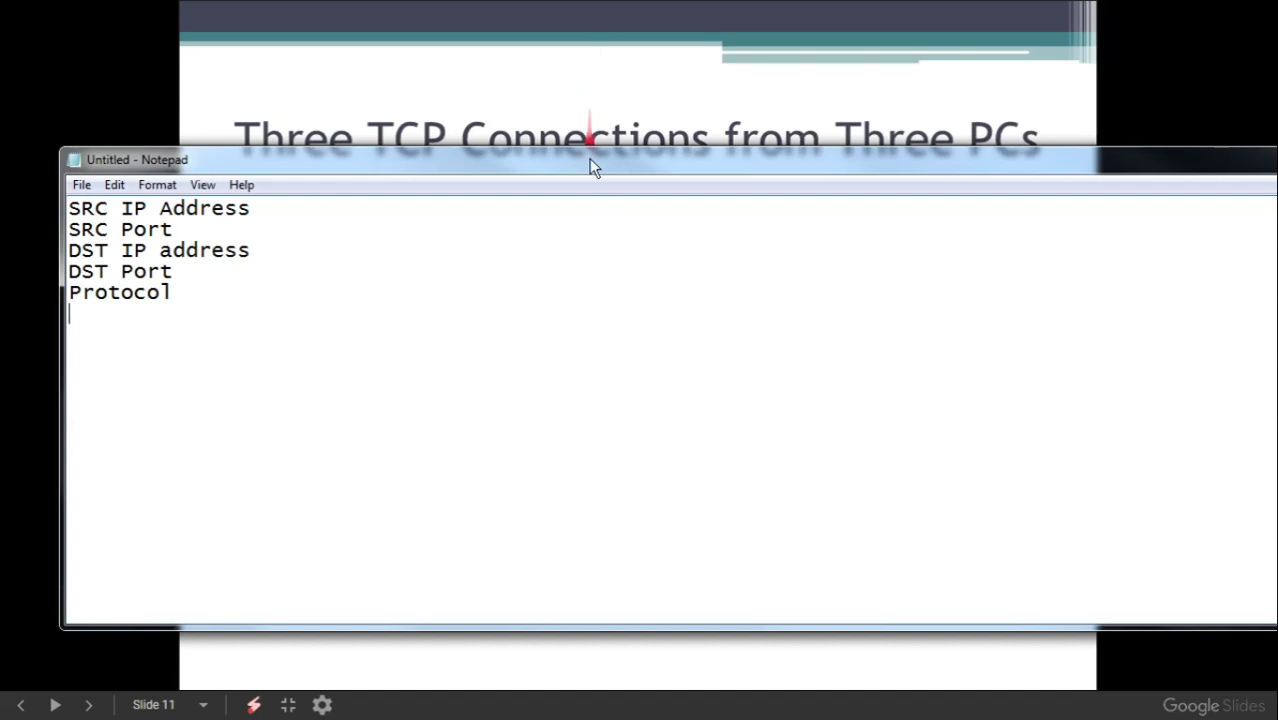 Three TCP Connections from Three PCs
Untitled - Notepad
File Edit Format View Help
SRC IP Address
SRC Port
DST IP address
DST Port
Protocol
Slide 11
Google Slides